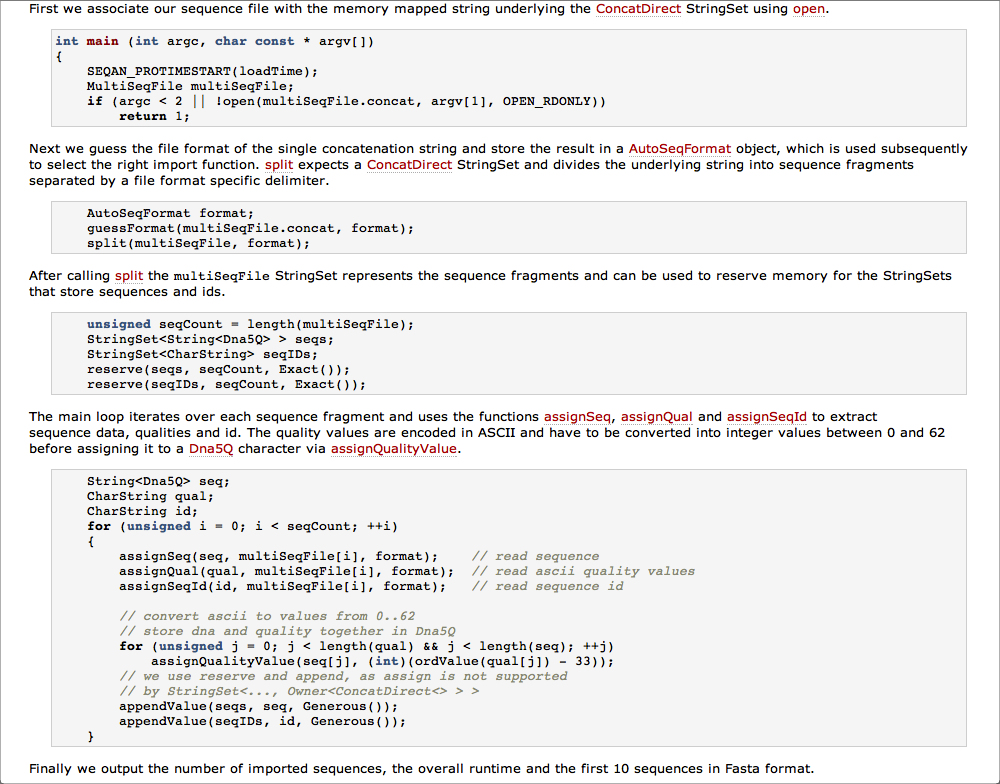 First we associate our sequence file with the memory mapped string underlying the ConcatDirect StringSet using open.
int main (int argc, char const * argv[])
{
    SEQAN_PROTIMESTART(loadTime);
    MultiSeqFile multiSeqFile;
    if (argc < 2 || !open(multiSeqFile.concat, argv[1], OPEN_RDONLY))
        return 1;
Next we guess the file format of the single concatenation string and store the result in a AutoSeqFormat object, which is used subsequently
to select the right import function. split expects a ConcatDirect StringSet and divides the underlying string into sequence fragments
separated by a file format specific delimiter.
    AutoSeqFormat format;
    guessFormat(multiSeqFile.concat, format);
    split(multiSeqFile, format);
After calling split the multiSeqFile StringSet represents the sequence fragments and can be used to reserve memory for the StringSets
that store sequences and ids.
    unsigned seqCount = length(multiSeqFile);
    StringSet<String<Dna5Q> > seqs;
    StringSet<CharString> seqIDs;
    reserve(seqs, seqCount, Exact());
    reserve(seqIDs, seqCount, Exact());
The main loop iterates over each sequence fragment and uses the functions assignSeq, assignQual and assignSeqId to extract
sequence data, qualities and id. The quality values are encoded in ASCII and have to be converted into integer values between 0 and 62
before assigning it to a Dna5Q character via assignQualityValue.
    String<Dna5Q> seq;
    CharString qual;
    CharString id;
    for (unsigned i = 0; i < seqCount; ++i)
    {
        assignSeq(seq, multiSeqFile[i], format);    // read sequence
        assignQual(qual, multiSeqFile[i], format);  // read ascii quality values
        assignSeqId(id, multiSeqFile[i], format);   // read sequence id
        // convert ascii to values from 0..62
        // store dna and quality together in Dna5Q
        for (unsigned j = 0; j < length(qual) && j < length(seq); ++j)
            assignQualityValue(seq[j], (int)(ordValue(qual[j]) - 33));
        // we use reserve and append, as assign is not supported
        // by StringSet<..., Owner<ConcatDirect<> > >
        appendValue(seqs, seq, Generous());
        appendValue(seqIDs, id, Generous());
    }
Finally we output the number of imported sequences, the overall runtime and the first 10 sequences in Fasta format.